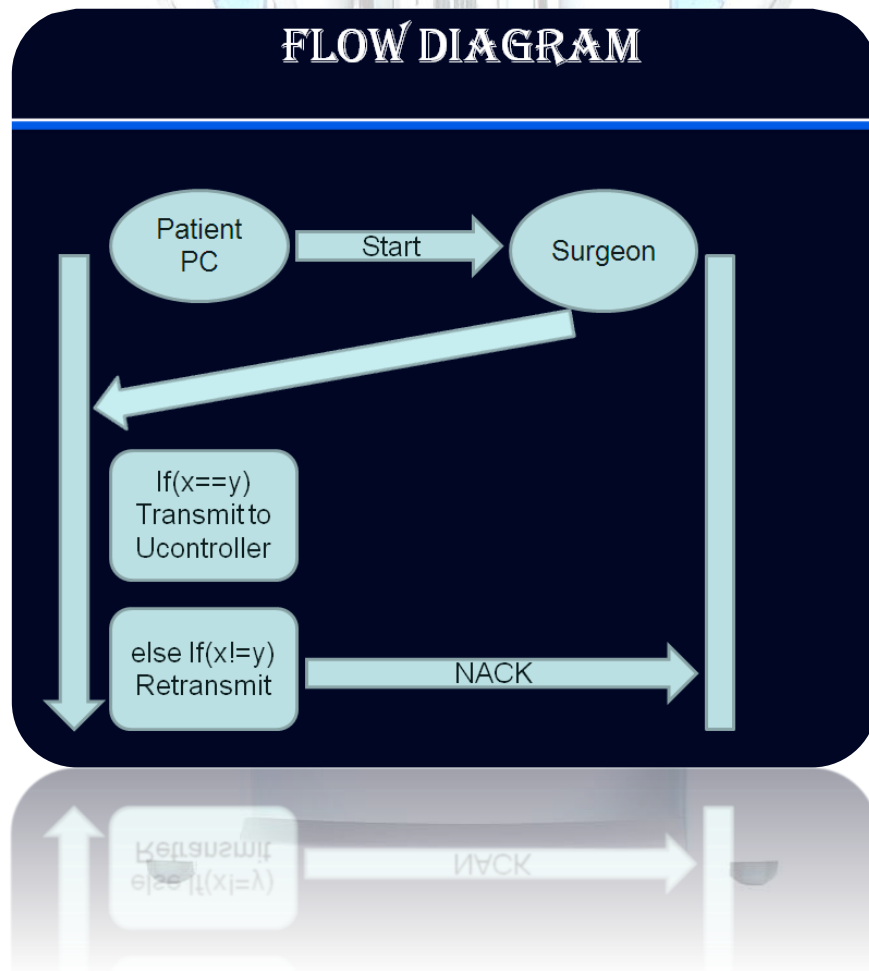 FLOW DIAGRAM
Patient
PC
Start
Surgeon
If(x==y)
Transmit to
Ucontroller
else If(x!=y)
Retransmit
NACK